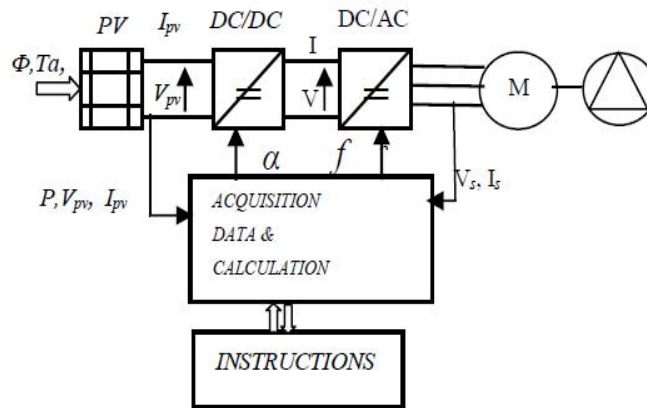 PV I_pv DC/DC DC/AC
Φ,Ta,
V_pv
I
V
M
α f r
V_s, I_s
P,V_pv, I_pv
ACQUISITION
DATA &
CALCULATION
INSTRUCTIONS